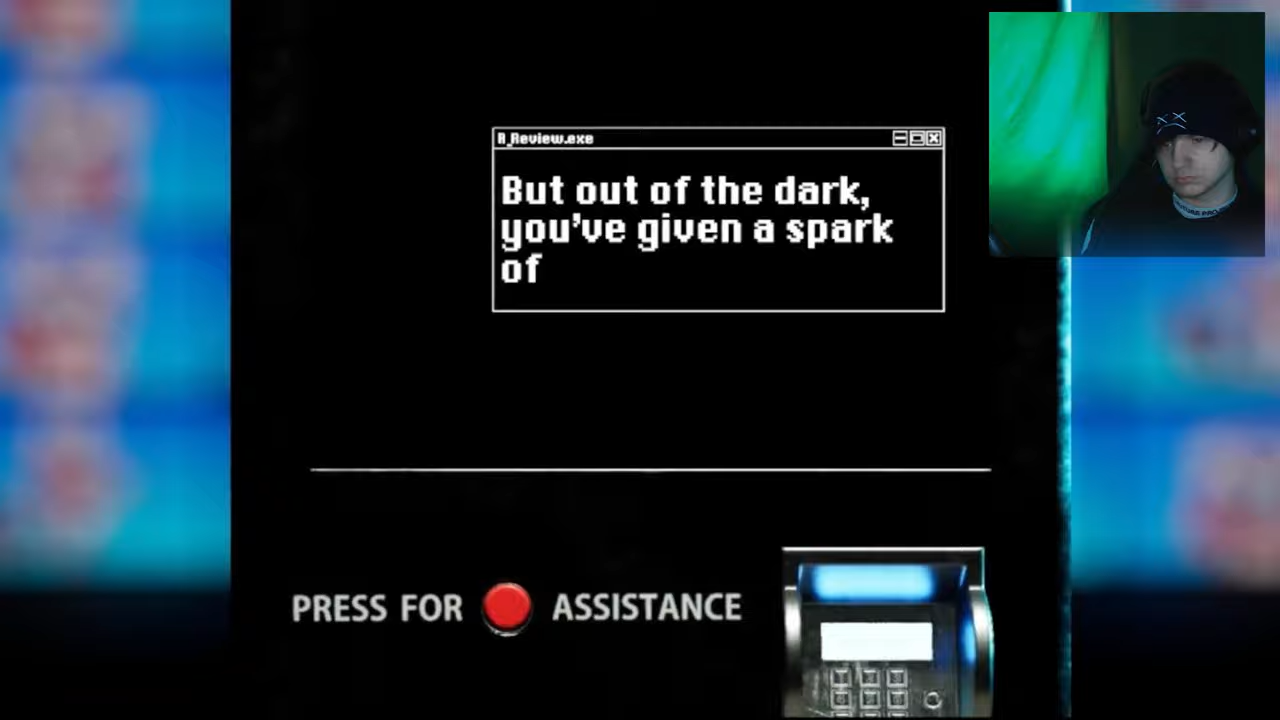 A_Review.exe
But out of the dark,
you've given a spark
of
PRESS FOR ASSISTANCE